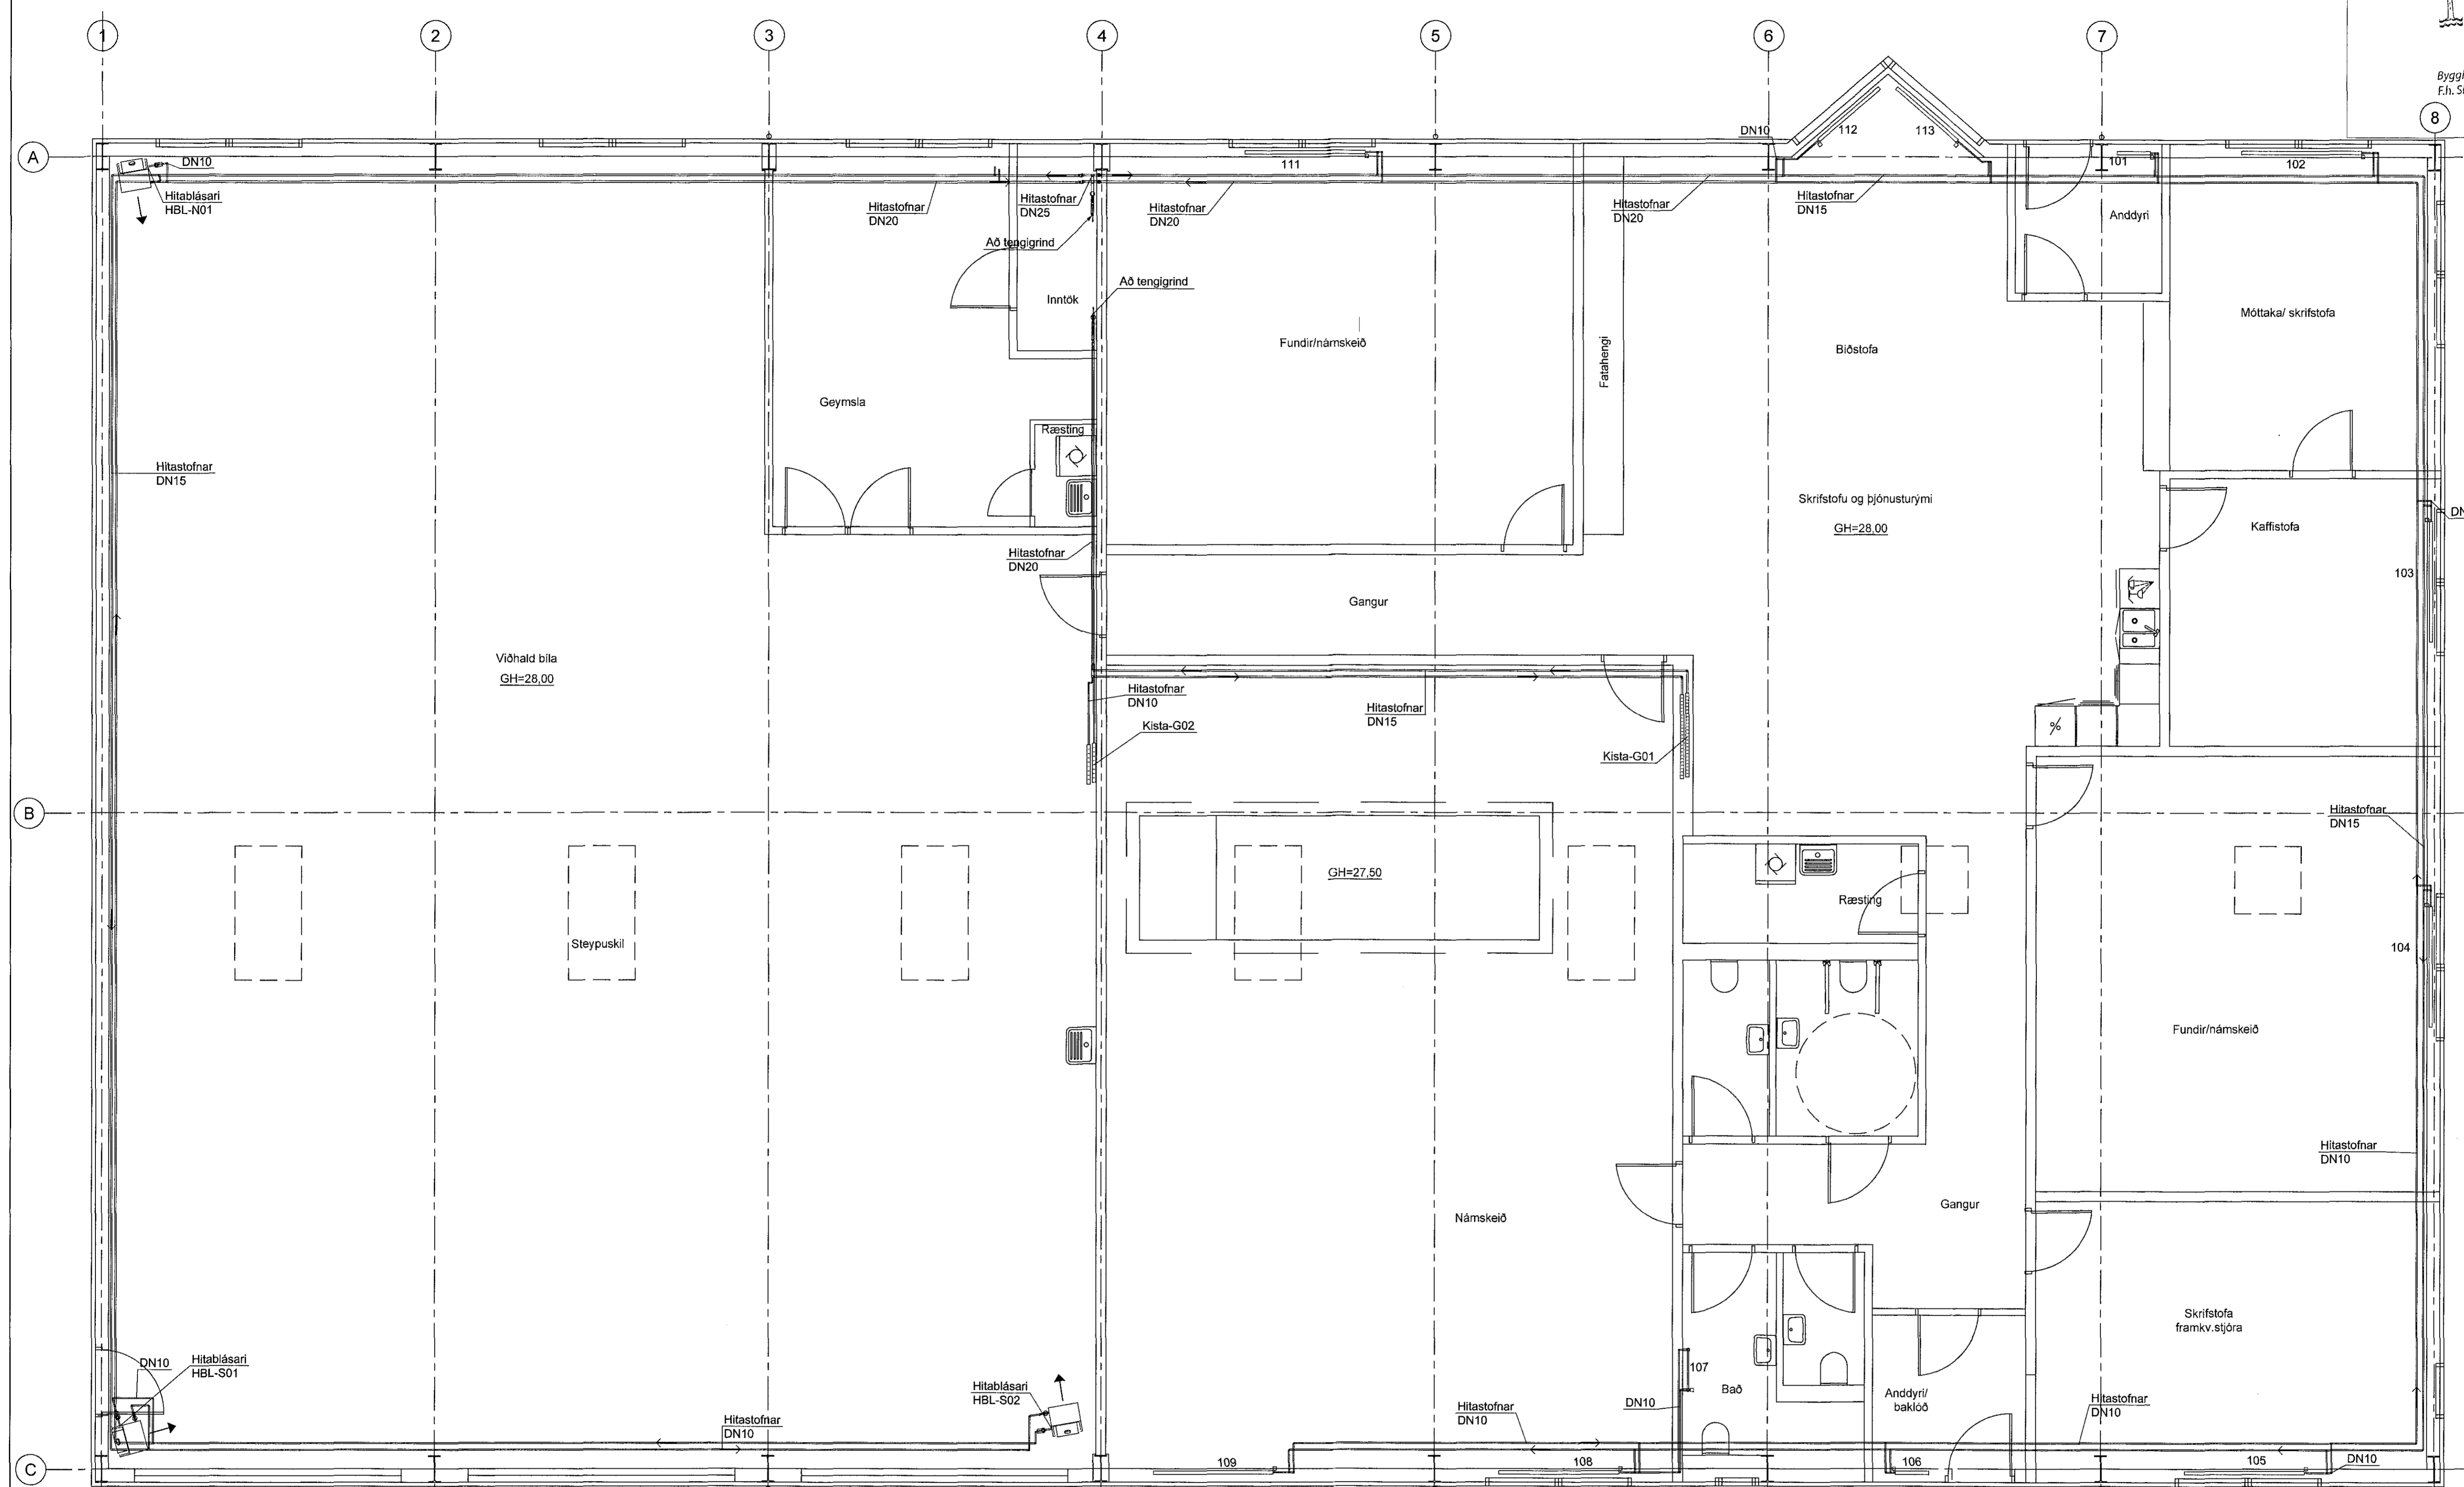 1
2
3
4
5
6
7
8
A
B
C
DN10
Hitablásari
HBL-N01
Hitastofnar
DN20
Hitastofnar
DN25
Að tengigrind
Hitastofnar
DN20
111
DN10
112
113
Hitastofnar
DN20
Hitastofnar
DN15
101
102
Anddyri
Inntök
Að tengigrind
Fundir/námskeið
Fatahengi
Biðstofa
Móttaka/ skrifstofa
Geymsla
Ræsting
Hitastofnar
DN15
Skrifstofu og þjónusturými
GH=28,00
Kaffistofa
103
Hitastofnar
DN20
Gangur
Viðhald bíla
GH=28,00
Hitastofnar
DN10
Kista-G02
Hitastofnar
DN15
Kista-G01
%
Hitastofnar
DN15
GH=27,50
Ræsting
Steypuskil
104
Fundir/námskeið
Hitastofnar
DN10
Námskeið
Gangur
Skrifstofa
framkv.stjóra
DN10
Hitablásari
HBL-S01
Hitablásari
HBL-S02
107
Bað
DN10
Anddyri/
baklóð
Hitastofnar
DN10
Hitastofnar
DN10
Hitastofnar
DN10
109
108
106
105
DN10